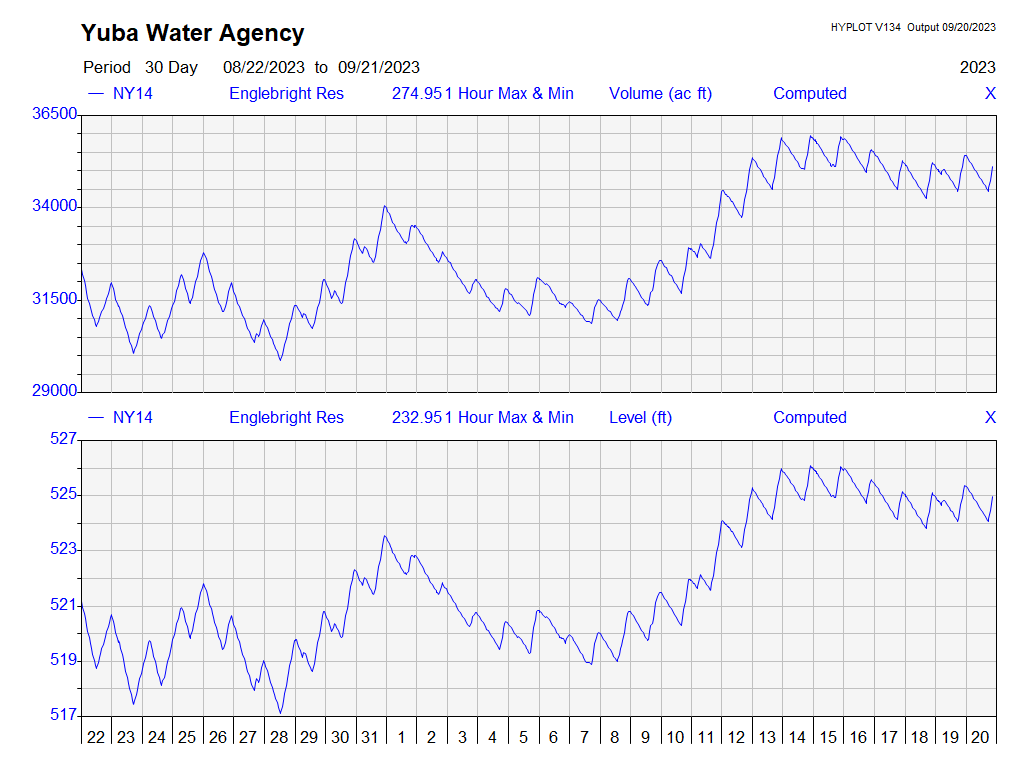 Yuba Water Agency
HYPLOT V134 Output 09/20/2023
Period 30 Day 08/22/2023 to 09/21/2023 2023
NY14 Englebright Res 274.951 Hour Max & Min Volume (ac ft) Computed X
36500
34000
31500
29000
NY14 Englebright Res 232.951 Hour Max & Min Level (ft) Computed X
527
525
523
521
519
517
22 23 24 25 26 27 28 29 30 31 1 2 3 4 5 6 7 8 9 10 11 12 13 14 15 16 17 18 19 20